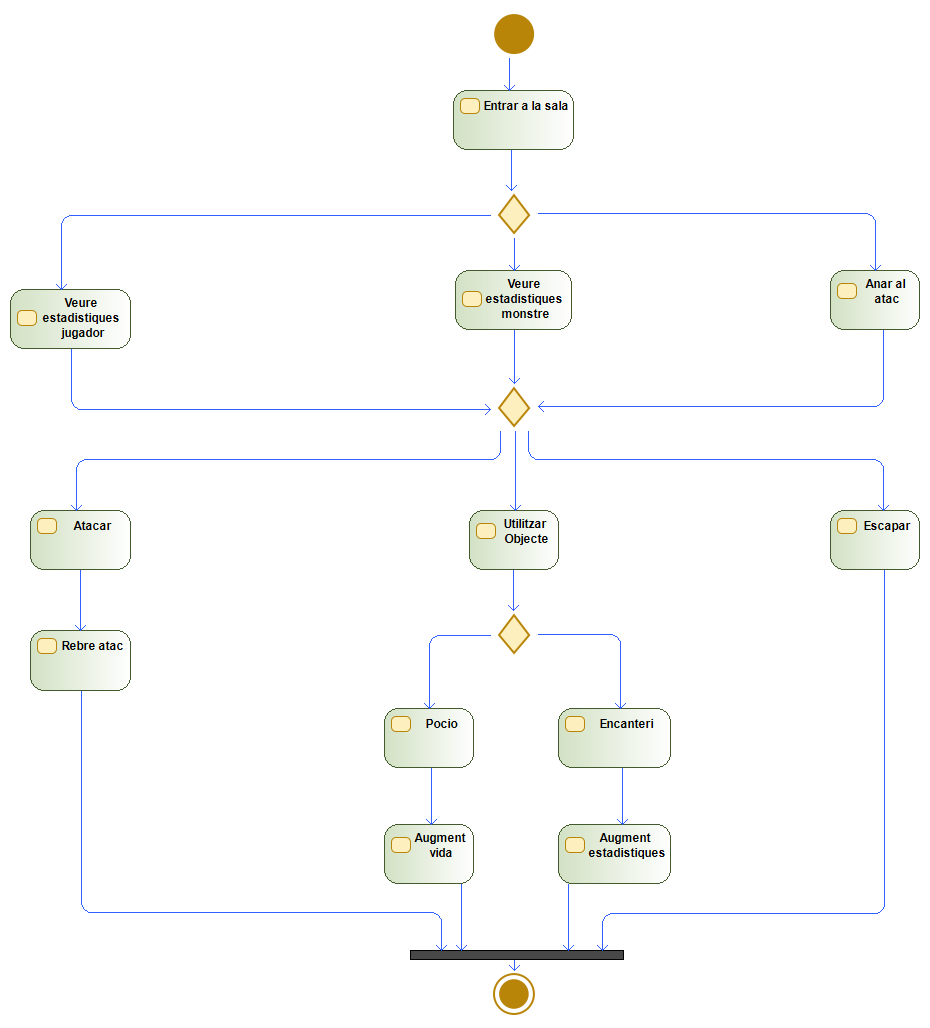 Entrar a la sala
Veure
estadistiques
jugador
Veure
estadistiques
monstre
Anar al
atac
Atacar
Utilitzar
Objecte
Escapar
Rebre atac
Pocio
Encanteri
Augment
vida
Augment
estadistiques